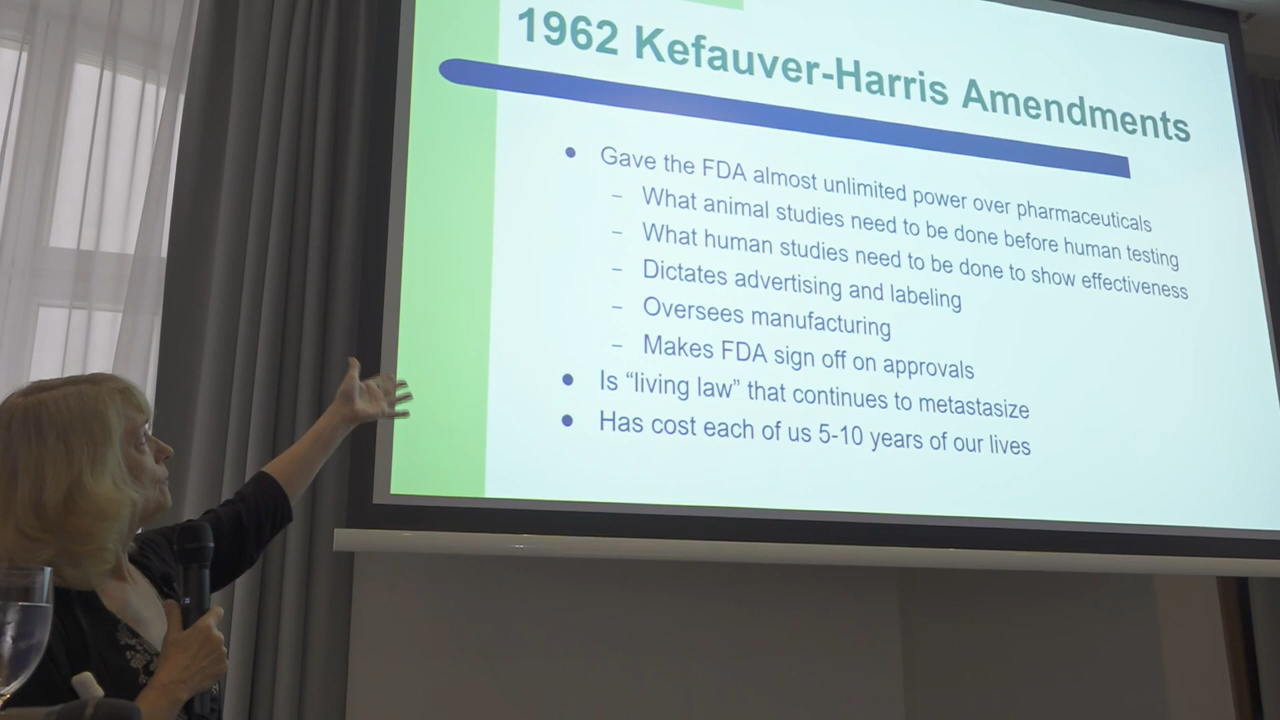 1962 Kefauver-Harris Amendments
• Gave the FDA almost unlimited power over pharmaceuticals
– What animal studies need to be done before human testing
– What human studies need to be done to show effectiveness
– Dictates advertising and labeling
– Oversees manufacturing
– Makes FDA sign off on approvals
• Is “living law” that continues to metastasize
• Has cost each of us 5-10 years of our lives